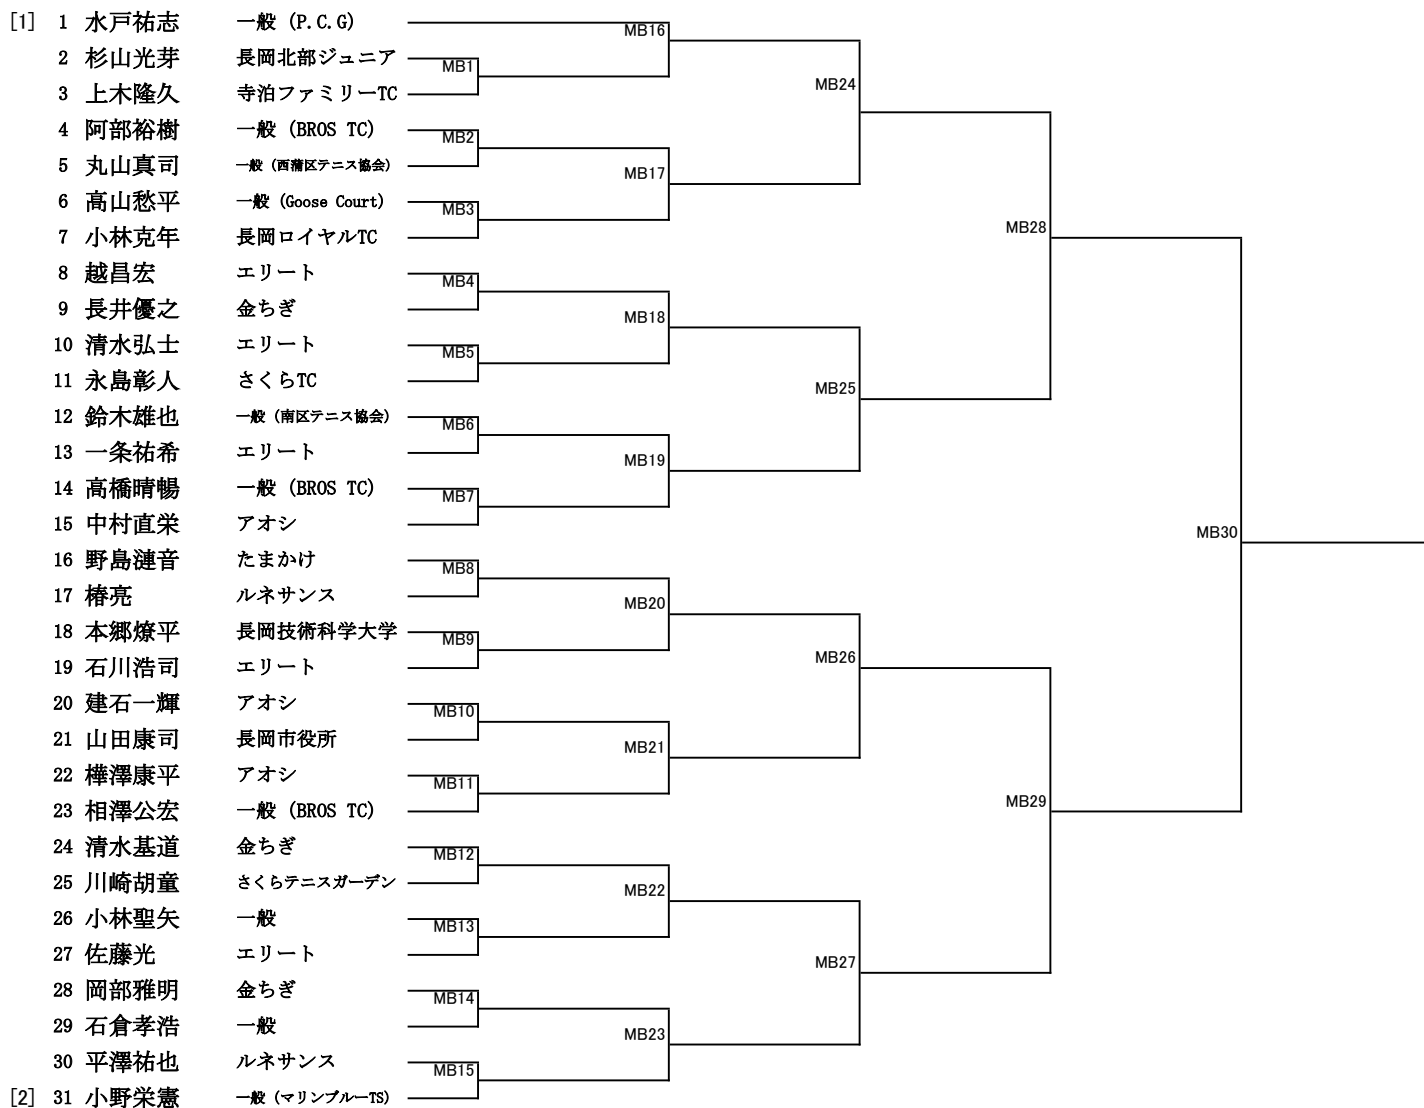 [1] 1 水戸祐志 一般 (P.C.G)
MB16
2 杉山光芽 長岡北部ジュニア
MB1
MB24
3 上木隆久 寺泊ファミリーTC
4 阿部裕樹 一般 (BROS TC)
MB2
5 丸山真司 一般 (西蒲区テニス協会)
MB17
6 高山愁平 一般 (Goose Court)
MB3
MB28
7 小林克年 長岡ロイヤルTC
8 越昌宏 エリート
MB4
9 長井優之 金ちぎ
MB18
10 清水弘士 エリート
MB5
11 永島彰人 さくらTC
MB25
12 鈴木雄也 一般 (南区テニス協会)
MB6
13 一条祐希 エリート
MB19
14 高橋晴暢 一般 (BROS TC)
MB7
15 中村直栄 アオシ
MB30
16 野島漣音 たまかけ
MB8
17 椿亮 ルネサンス
MB20
18 本郷燎平 長岡技術科学大学
MB9
MB26
19 石川浩司 エリート
20 建石一輝 アオシ
MB10
21 山田康司 長岡市役所
MB21
22 樺澤康平 アオシ
MB11
MB29
23 相澤公宏 一般 (BROS TC)
24 清水基道 金ちぎ
MB12
25 川崎胡童 さくらテニスガーデン
MB22
26 小林聖矢 一般
MB13
27 佐藤光 エリート
MB27
28 岡部雅明 金ちぎ
MB14
29 石倉孝浩 一般
MB23
30 平澤祐也 ルネサンス
MB15
[2] 31 小野栄憲 一般 (マリンブルーTS)